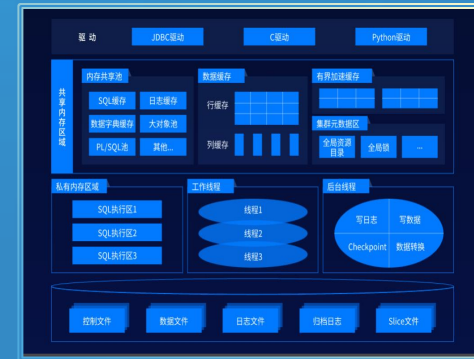 驱 动
JDBC驱动
C驱动
Python驱动
共享内存区域
内存共享池
SQL缓存
日志缓存
数据字典缓存
大对象池
PL/SQL池
其他...
数据缓存
行缓存
列缓存
有界加速缓存
集群元数据区
全局资源
目录
全局锁
...
私有内存区域
SQL执行区1
SQL执行区2
SQL执行区3
工作线程
线程1
线程2
线程3
后台线程
写日志
写数据
Checkpoint
数据转换
控制文件
数据文件
日志文件
归档日志
Slice文件